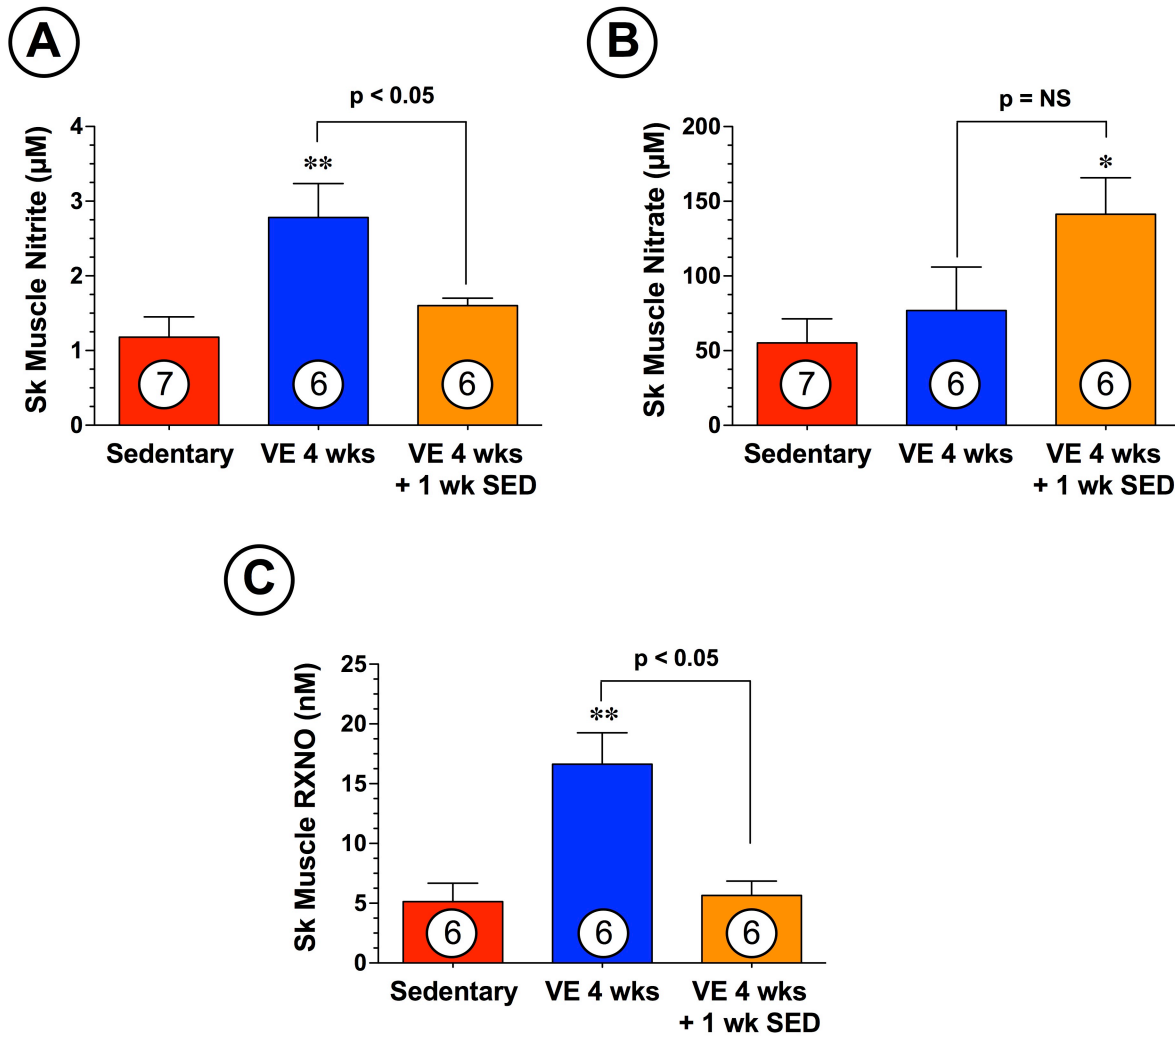 A
p < 0.05
Sk Muscle Nitrite (µM)
4
3
2
1
0
**
7
6
6
Sedentary
VE 4 wks
VE 4 wks
+ 1 wk SED
B
p = NS
Sk Muscle Nitrate (µM)
200
150
100
50
0
*
7
6
6
Sedentary
VE 4 wks
VE 4 wks
+ 1 wk SED
C
p < 0.05
Sk Muscle RXNO (nM)
25
20
15
10
5
0
**
6
6
6
Sedentary
VE 4 wks
VE 4 wks
+ 1 wk SED